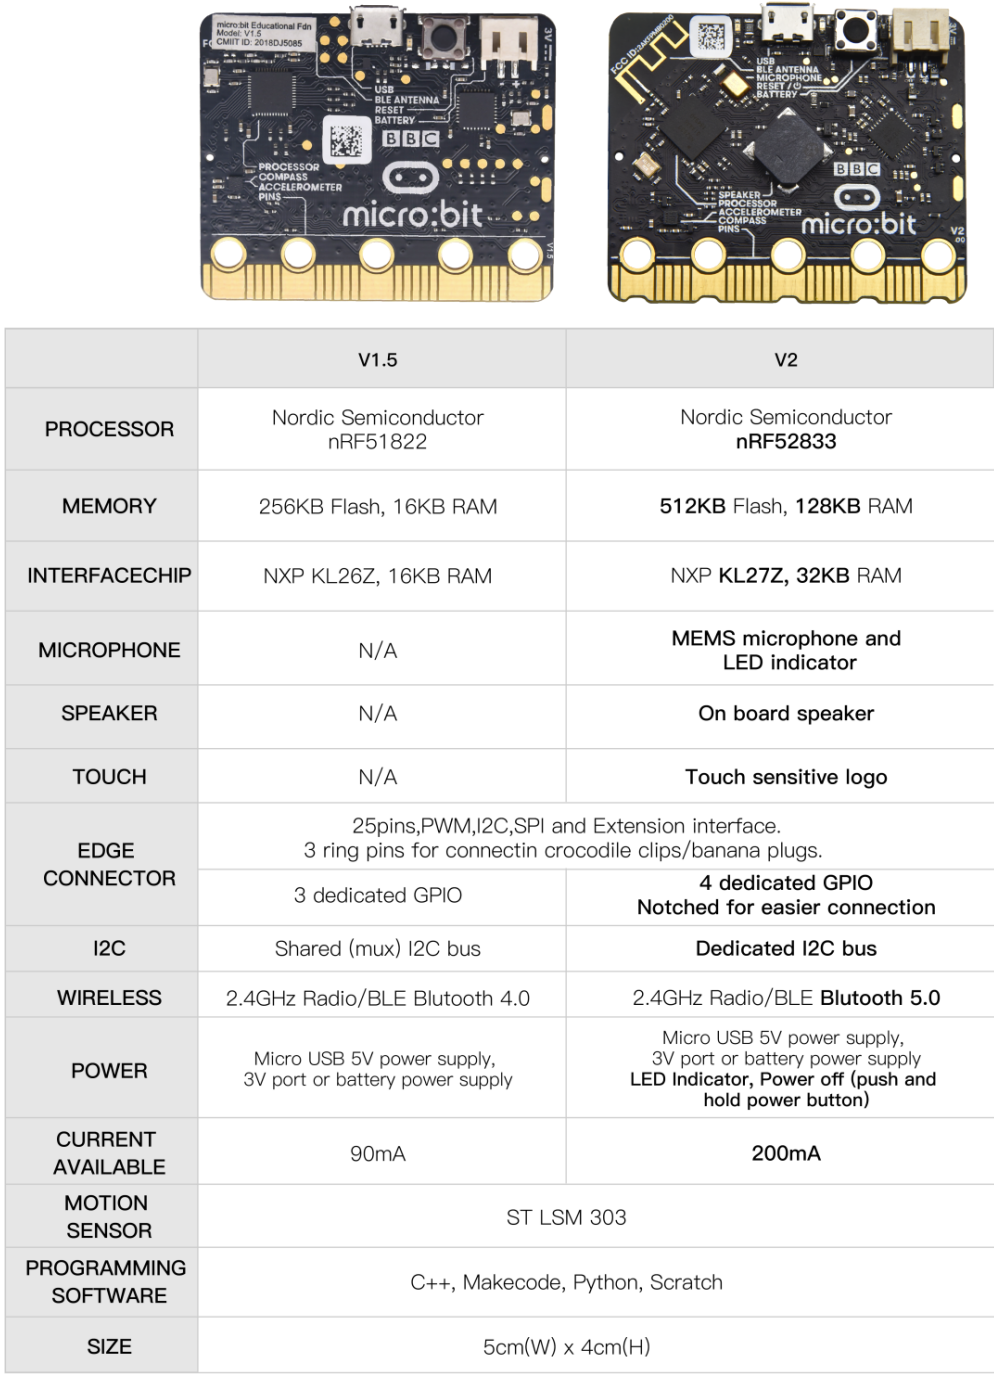 micro:bit Educational Fdn
Model: V1.5
CMIIT ID: 2018DJ5085
FC
3V
USB
BLE ANTENNA
RESET
BATTERY
BBC
PROCESSOR
COMPASS
ACCELEROMETER
PINS
micro:bit
V1.5
FCC ID:2AKFPMB0200
USB
BLE ANTENNA
MICROPHONE
RESET /
BATTERY
3V
BBC
SPEAKER
PROCESSOR
ACCELEROMETER
COMPASS
PINS
micro:bit
V2
00
V1.5 V2
PROCESSOR
Nordic Semiconductor
nRF51822
Nordic Semiconductor
nRF52833
MEMORY
256KB Flash, 16KB RAM
512KB Flash, 128KB RAM
INTERFACECHIP
NXP KL26Z, 16KB RAM
NXP KL27Z, 32KB RAM
MICROPHONE
N/A
MEMS microphone and
LED indicator
SPEAKER
N/A
On board speaker
TOUCH
N/A
Touch sensitive logo
EDGE
CONNECTOR
25pins,PWM,I2C,SPI and Extension interface.
3 ring pins for connectin crocodile clips/banana plugs.
3 dedicated GPIO
4 dedicated GPIO
Notched for easier connection
I2C
Shared (mux) I2C bus
Dedicated I2C bus
WIRELESS
2.4GHz Radio/BLE Blutooth 4.0
2.4GHz Radio/BLE Blutooth 5.0
POWER
Micro USB 5V power supply,
3V port or battery power supply
Micro USB 5V power supply,
3V port or battery power supply
LED Indicator, Power off (push and
hold power button)
CURRENT
AVAILABLE
90mA
200mA
MOTION
SENSOR
ST LSM 303
PROGRAMMING
SOFTWARE
C++, Makecode, Python, Scratch
SIZE
5cm(W) x 4cm(H)